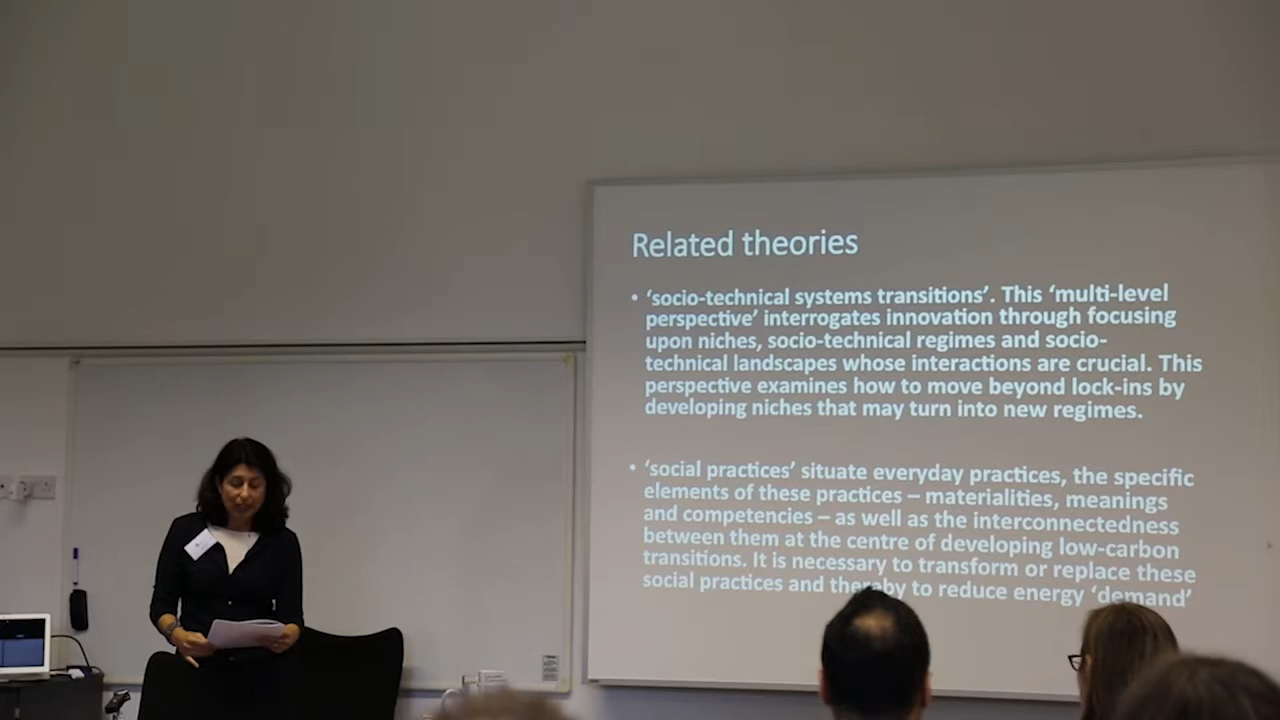 Related theories
• ‘socio-technical systems transitions’. This ‘multi-level
perspective’ interrogates innovation through focusing
upon niches, socio-technical regimes and socio-
technical landscapes whose interactions are crucial. This
perspective examines how to move beyond lock-ins by
developing niches that may turn into new regimes.
• ‘social practices’ situate everyday practices, the specific
elements of these practices – materialities, meanings
and competencies – as well as the interconnectedness
between them at the centre of developing low-carbon
transitions. It is necessary to transform or replace these
social practices and thereby to reduce energy ‘demand’